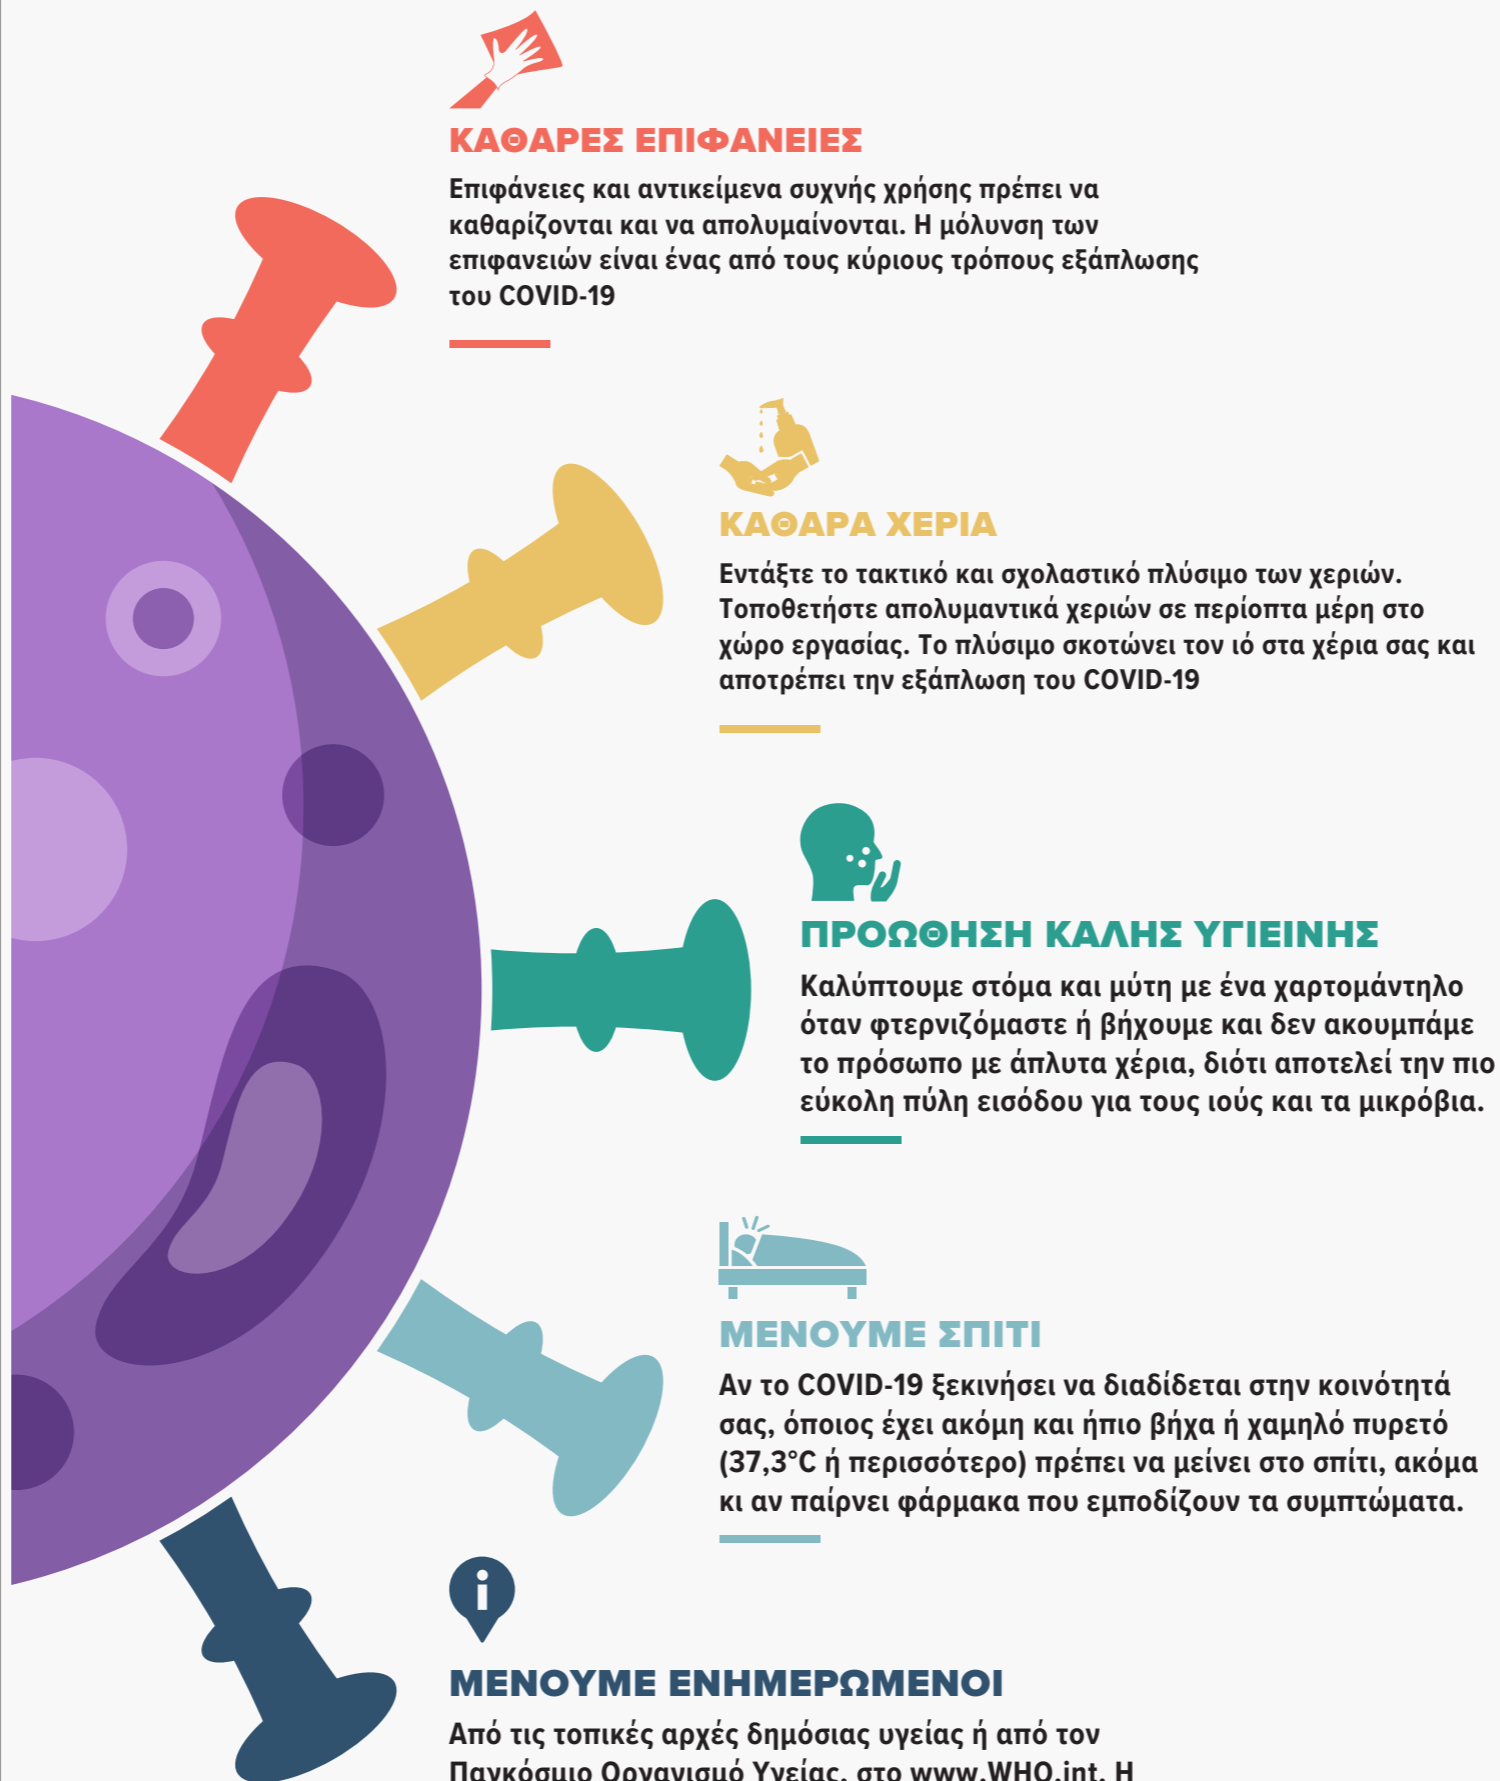 ΚΑΘΑΡΕΣ ΕΠΙΦΑΝΕΙΕΣ
Επιφάνειες και αντικείμενα συχνής χρήσης πρέπει να
καθαρίζονται και να απολυμαίνονται. Η μόλυνση των
επιφανειών είναι ένας από τους κύριους τρόπους εξάπλωσης
του COVID-19
ΚΑΘΑΡΑ ΧΕΡΙΑ
Εντάξτε το τακτικό και σχολαστικό πλύσιμο των χεριών.
Τοποθετήστε απολυμαντικά χεριών σε περίοπτα μέρη στο
χώρο εργασίας. Το πλύσιμο σκοτώνει τον ιό στα χέρια σας και
αποτρέπει την εξάπλωση του COVID-19
ΠΡΟΩΘΗΣΗ ΚΑΛΗΣ ΥΓΙΕΙΝΗΣ
Καλύπτουμε στόμα και μύτη με ένα χαρτομάντηλο
όταν φτερνιζόμαστε ή βήχουμε και δεν ακουμπάμε
το πρόσωπο με άπλυτα χέρια, διότι αποτελεί την πιο
εύκολη πύλη εισόδου για τους ιούς και τα μικρόβια.
ΜΕΝΟΥΜΕ ΣΠΙΤΙ
Αν το COVID-19 ξεκινήσει να διαδίδεται στην κοινότητά
σας, όποιος έχει ακόμη και ήπιο βήχα ή χαμηλό πυρετό
(37,3°C ή περισσότερο) πρέπει να μείνει στο σπίτι, ακόμα
κι αν παίρνει φάρμακα που εμποδίζουν τα συμπτώματα.
i
ΜΕΝΟΥΜΕ ΕΝΗΜΕΡΩΜΕΝΟΙ
Από τις τοπικές αρχές δημόσιας υγείας ή από τον
Παγκόσμιο Οργανισμό Υγείας, στο www.WHO.int. Η